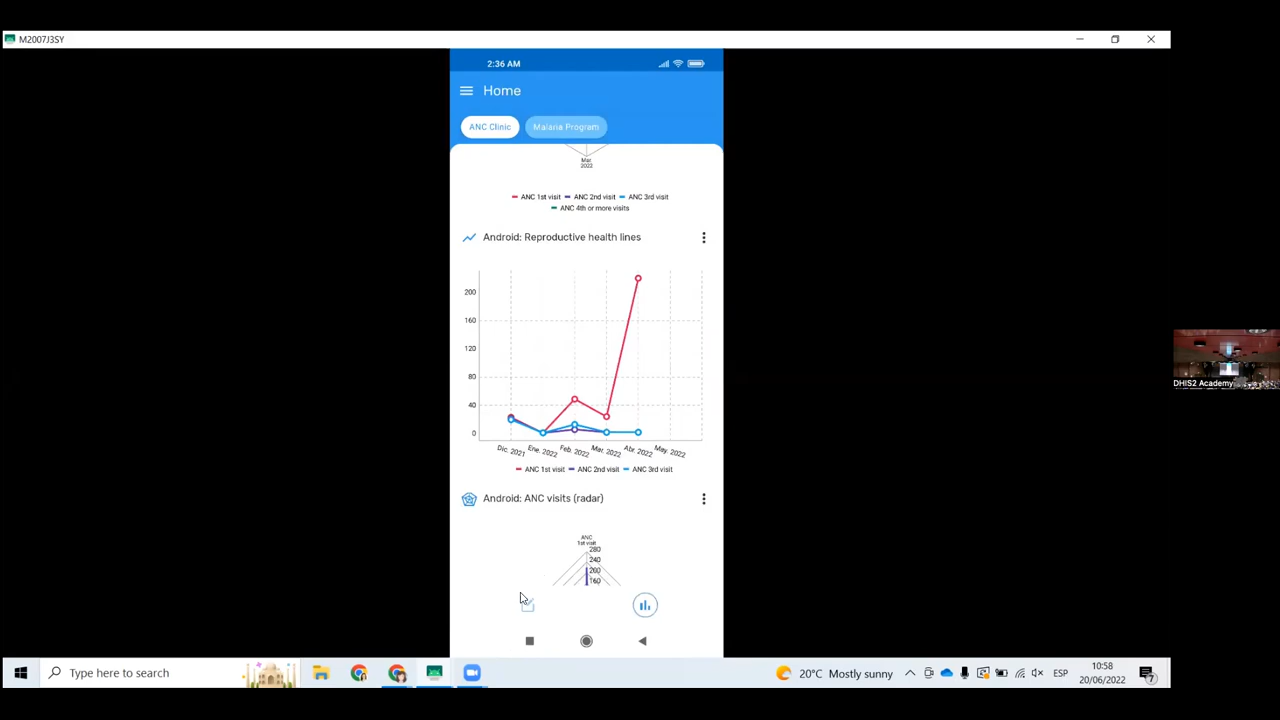 M2007J3SY
2:36 AM
Home
ANC Clinic
Malaria Program
Mar.
2022
ANC 1st visit ANC 2nd visit ANC 3rd visit
ANC 4th or more visits
Android: Reproductive health lines
200
160
120
80
40
0
Dic. 2021 Ene. 2022 Feb. 2022 Mar. 2022 Abr. 2022 May. 2022
ANC 1st visit ANC 2nd visit ANC 3rd visit
Android: ANC visits (radar)
ANC
1st visit
280
240
200
160
DHIS2 Academy
Type here to search
20°C Mostly sunny
ESP
10:58
20/06/2022
7